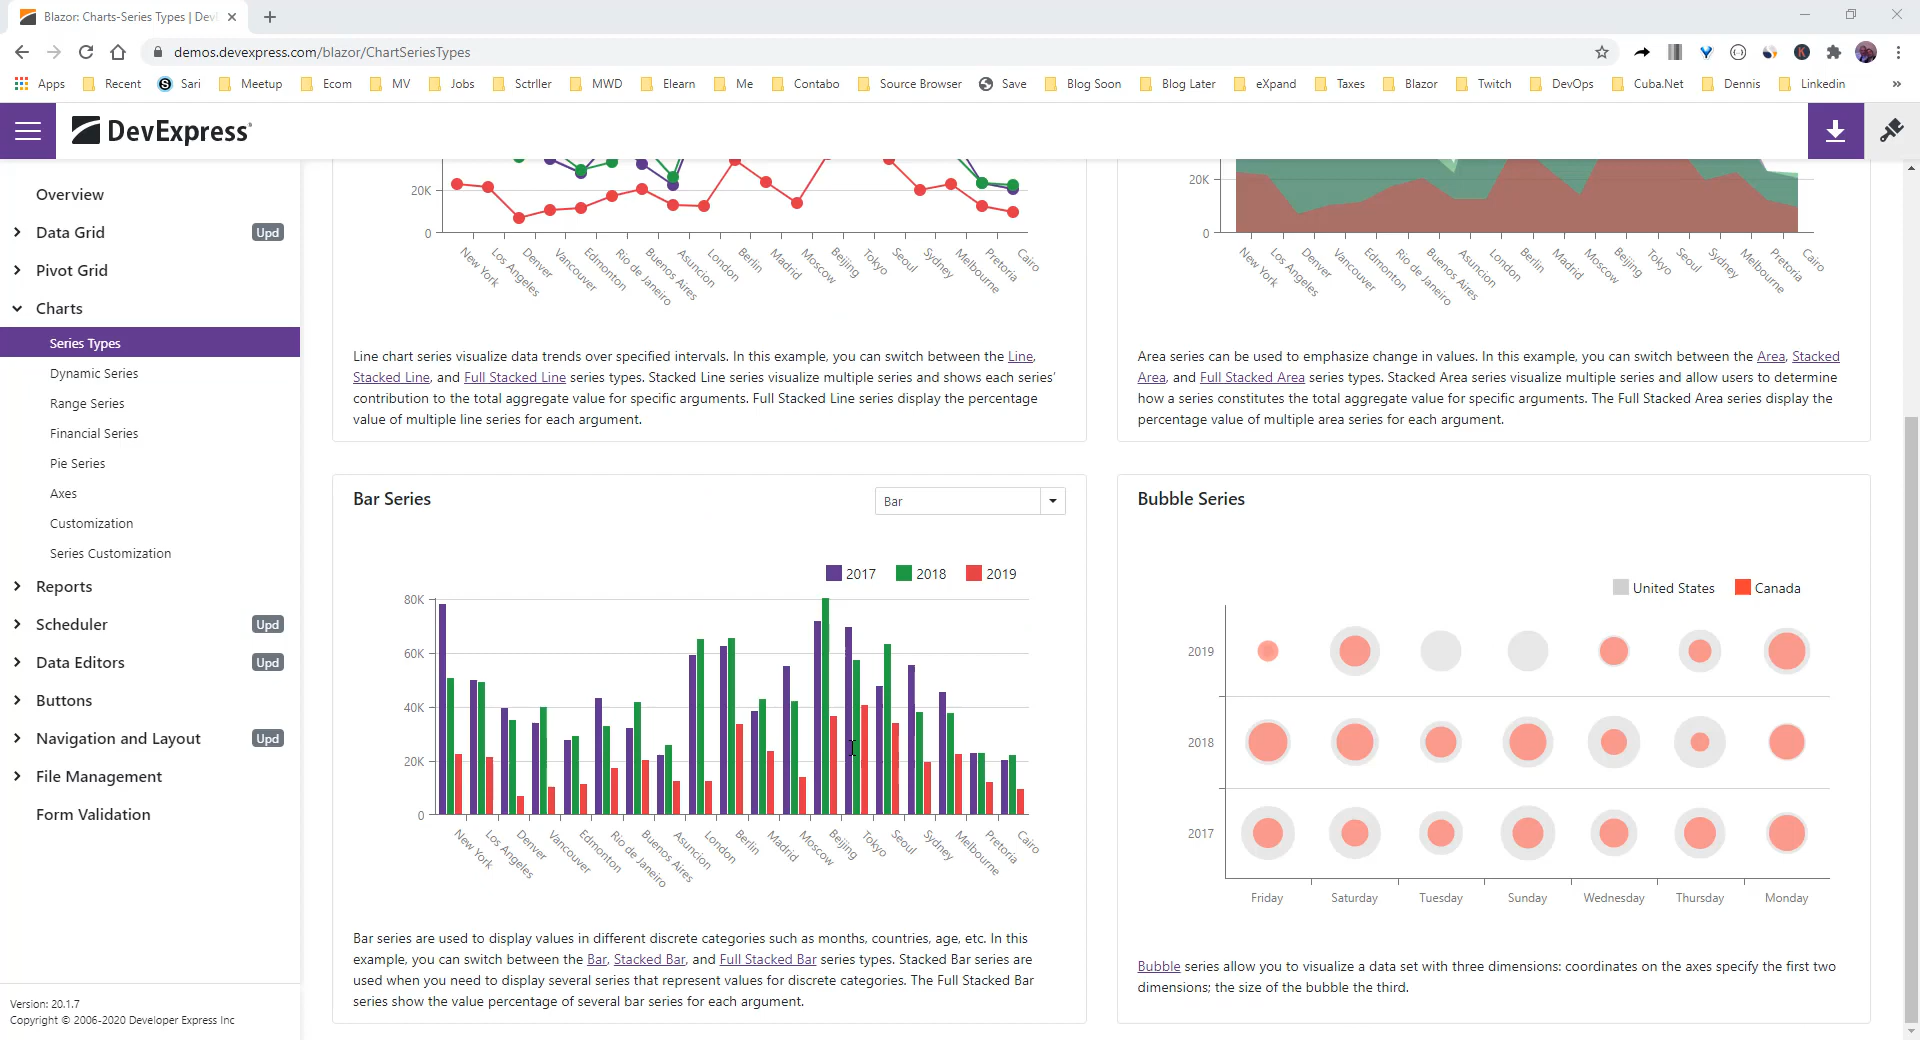 Blazor: Charts-Series Types | Dev
demos.devexpress.com/blazor/ChartSeriesTypes
Apps Recent Sari Meetup Ecom MV Jobs Sctrller MWD Elearn Me Contabo Source Browser Save Blog Soon Blog Later eXpand Taxes Blazor Twitch DevOps Cuba.Net Dennis Linkedin »
DevExpress
Overview
Data Grid Upd
Pivot Grid
Charts
Series Types
Dynamic Series
Range Series
Financial Series
Pie Series
Axes
Customization
Series Customization
Reports
Scheduler Upd
Data Editors Upd
Buttons
Navigation and Layout Upd
File Management
Form Validation
Version: 20.1.7
Copyright © 2006-2020 Developer Express Inc
20K
0
New York Los Angeles Denver Vancouver Edmonton Rio de Janeiro Buenos Aires Asuncion London Berlin Madrid Moscow Beijing Tokyo Seoul Sydney Melbourne Pretoria Cairo
Line chart series visualize data trends over specified intervals. In this example, you can switch between the Line,
Stacked Line, and Full Stacked Line series types. Stacked Line series visualize multiple series and shows each series’
contribution to the total aggregate value for specific arguments. Full Stacked Line series display the percentage
value of multiple line series for each argument.
20K
0
New York Los Angeles Denver Vancouver Edmonton Rio de Janeiro Buenos Aires Asuncion London Berlin Madrid Moscow Beijing Tokyo Seoul Sydney Melbourne Pretoria Cairo
Area series can be used to emphasize change in values. In this example, you can switch between the Area, Stacked
Area, and Full Stacked Area series types. Stacked Area series visualize multiple series and allow users to determine
how a series constitutes the total aggregate value for specific arguments. The Full Stacked Area series display the
percentage value of multiple area series for each argument.
Bar Series
Bar
2017 2018 2019
80K
60K
40K
20K
0
New York Los Angeles Denver Vancouver Edmonton Rio de Janeiro Buenos Aires Asuncion London Berlin Madrid Moscow Beijing Tokyo Seoul Sydney Melbourne Pretoria Cairo
Bar series are used to display values in different discrete categories such as months, countries, age, etc. In this
example, you can switch between the Bar, Stacked Bar, and Full Stacked Bar series types. Stacked Bar series are
used when you need to display several series that represent values for discrete categories. The Full Stacked Bar
series show the value percentage of several bar series for each argument.
Bubble Series
United States Canada
2019
2018
2017
Friday Saturday Tuesday Sunday Wednesday Thursday Monday
Bubble series allow you to visualize a data set with three dimensions: coordinates on the axes specify the first two
dimensions; the size of the bubble the third.